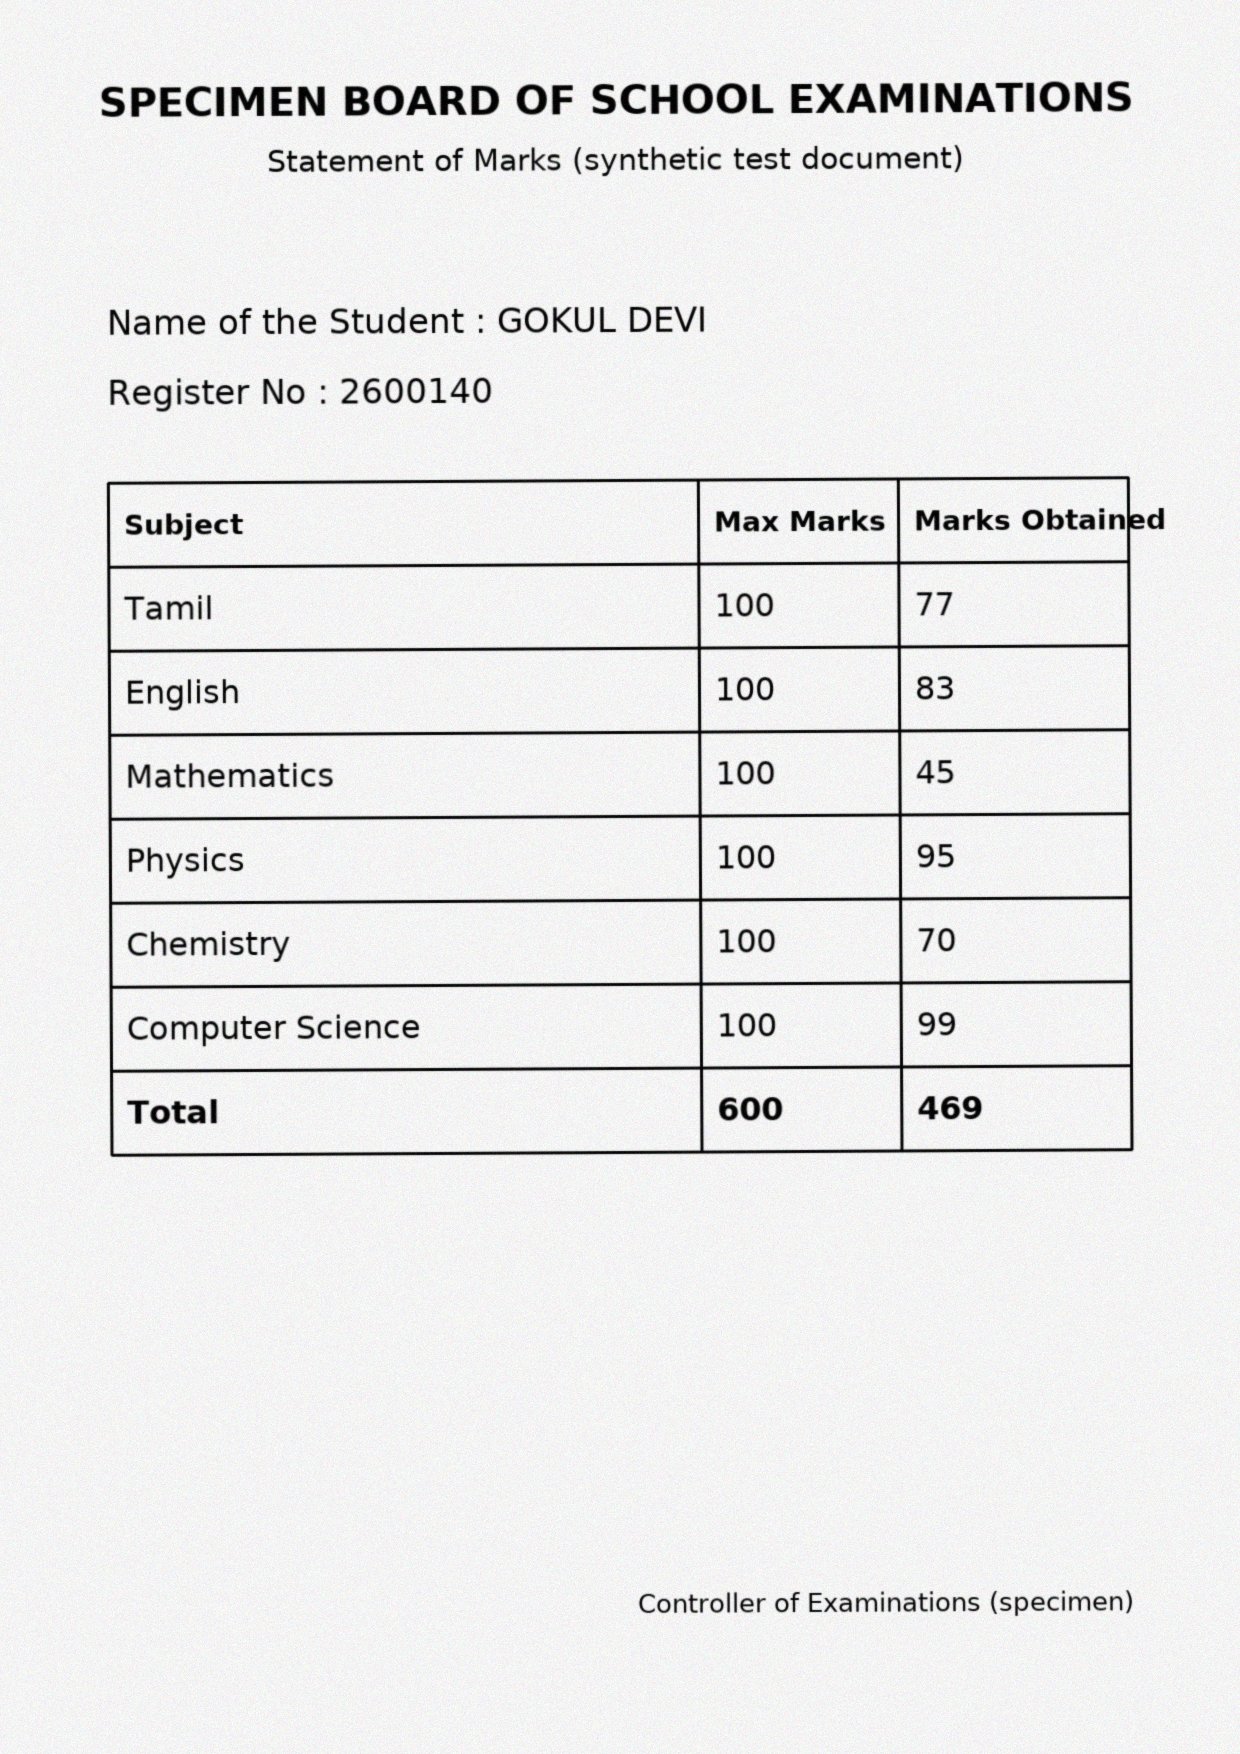 SPECIMEN BOARD OF SCHOOL EXAMINATIONS
Statement of Marks (synthetic test document)
Name of the Student : GOKUL DEVI
Register No : 2600140
Subject Max Marks Marks Obtained
Tamil 100 77
English 100 83
Mathematics 100 45
Physics 100 95
Chemistry 100 70
Computer Science 100 99
Total 600 469
Controller of Examinations (specimen)